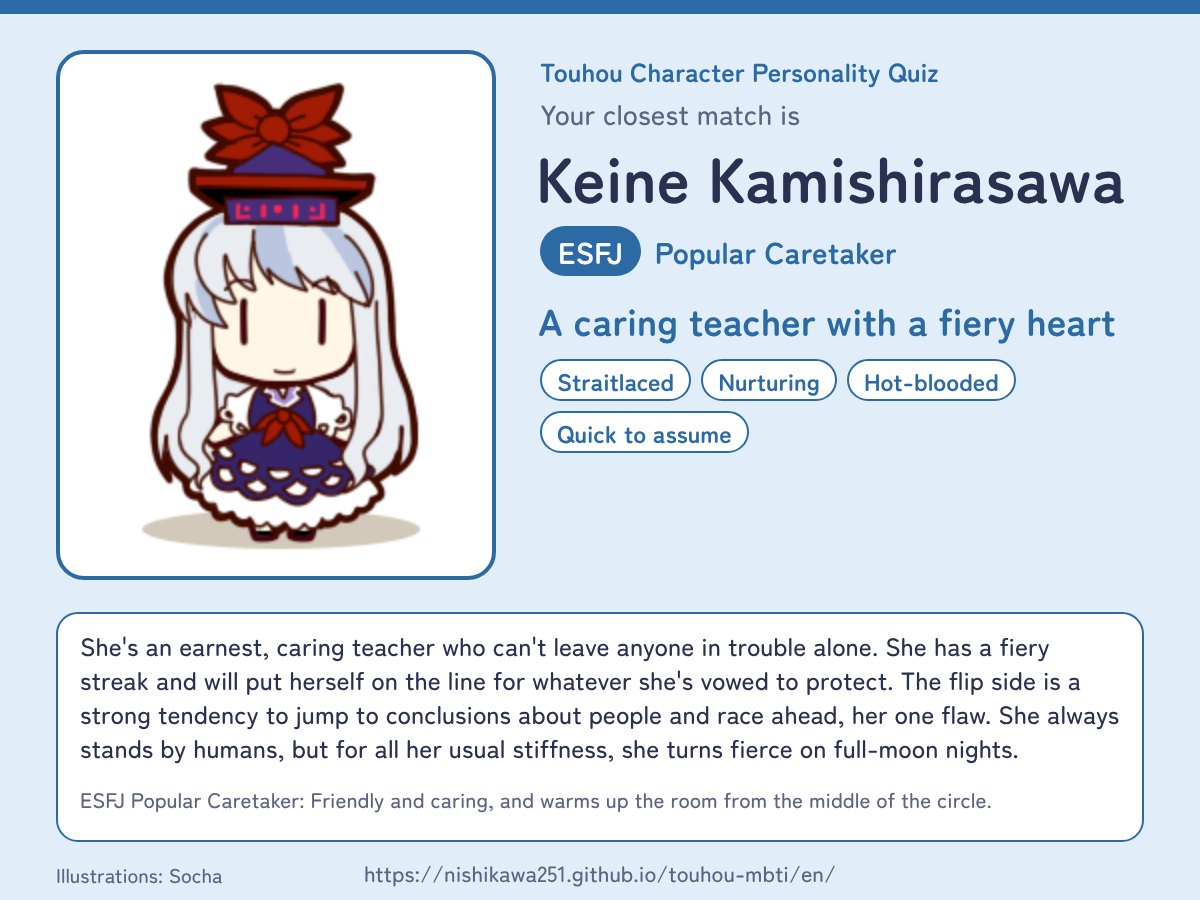 Touhou Character Personality Quiz
Your closest match is
Keine Kamishirasawa
ESFJ Popular Caretaker
A caring teacher with a fiery heart
Straitlaced Nurturing Hot-blooded
Quick to assume
She's an earnest, caring teacher who can't leave anyone in trouble alone. She has a fiery
streak and will put herself on the line for whatever she's vowed to protect. The flip side is a
strong tendency to jump to conclusions about people and race ahead, her one flaw. She always
stands by humans, but for all her usual stiffness, she turns fierce on full-moon nights.
ESFJ Popular Caretaker: Friendly and caring, and warms up the room from the middle of the circle.
Illustrations: Socha https://nishikawa251.github.io/touhou-mbti/en/